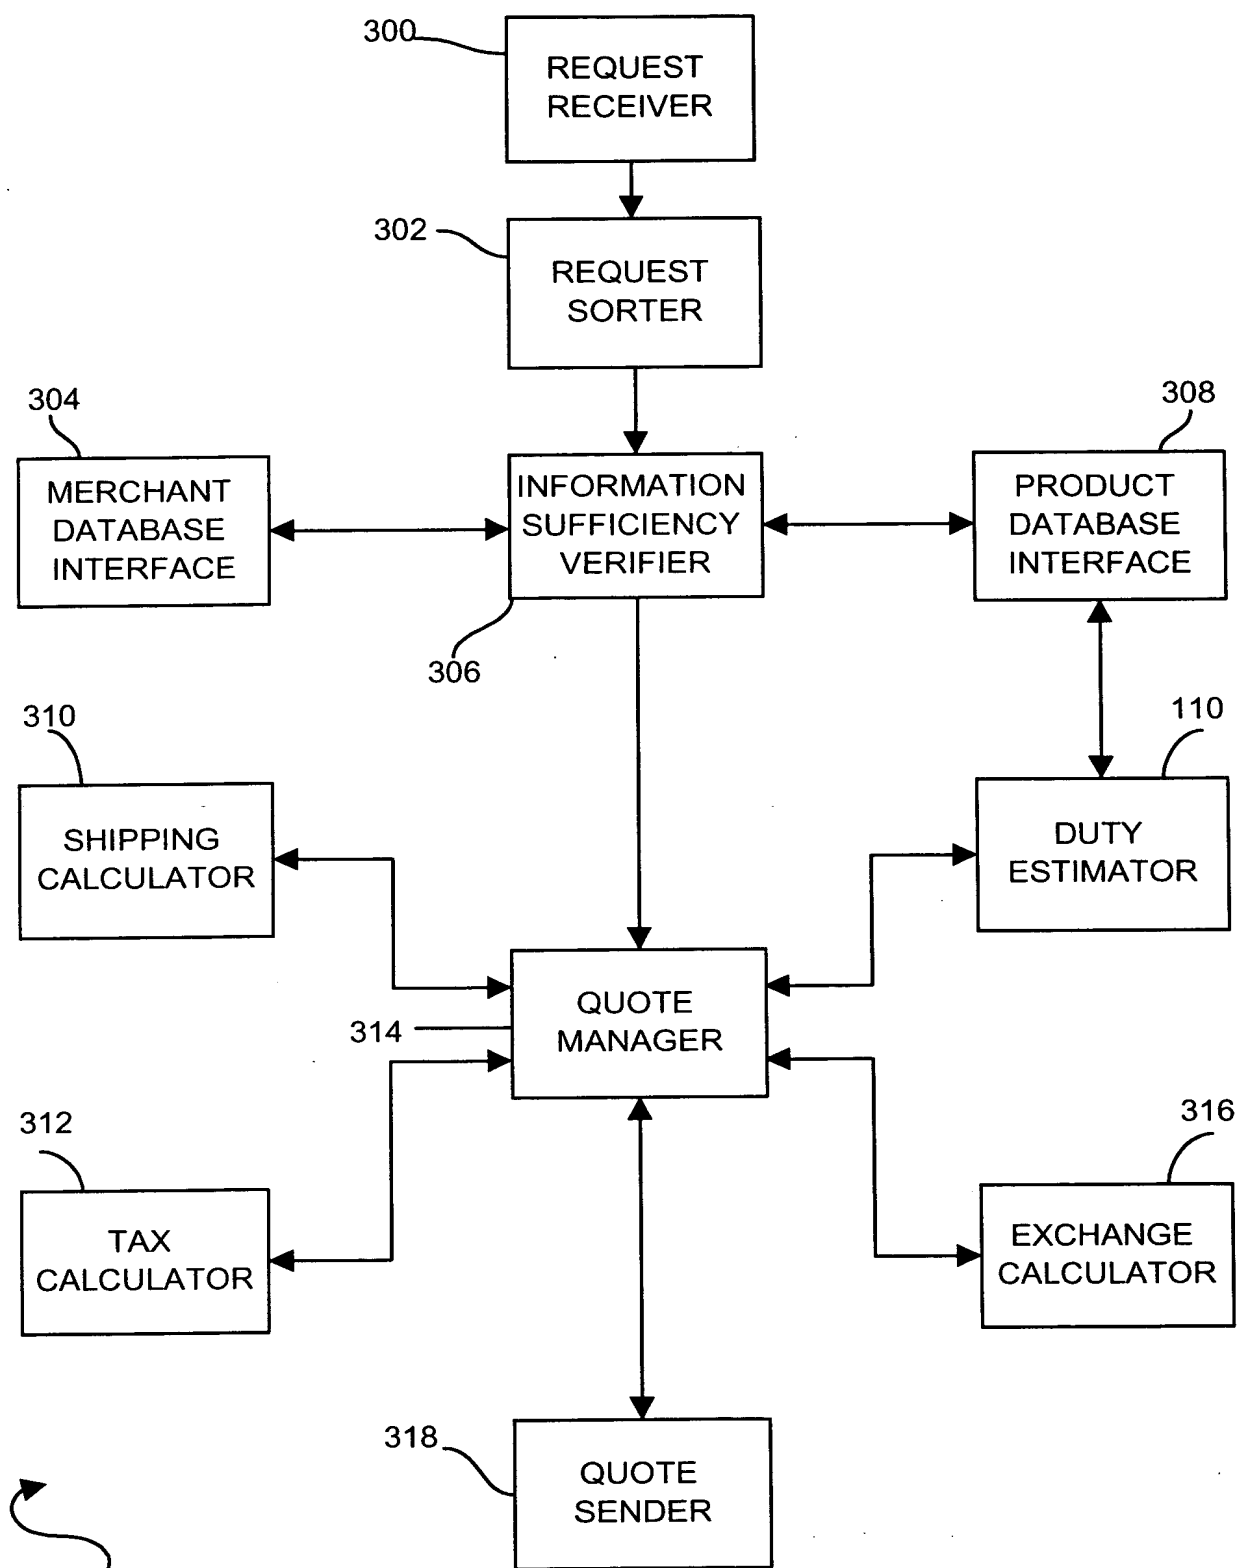 300
REQUEST
RECEIVER
302
REQUEST
SORTER
304
MERCHANT
DATABASE
INTERFACE
INFORMATION
SUFFICIENCY
VERIFIER
306
308
PRODUCT
DATABASE
INTERFACE
310
SHIPPING
CALCULATOR
110
DUTY
ESTIMATOR
QUOTE
MANAGER
314
312
TAX
CALCULATOR
316
EXCHANGE
CALCULATOR
318
QUOTE
SENDER